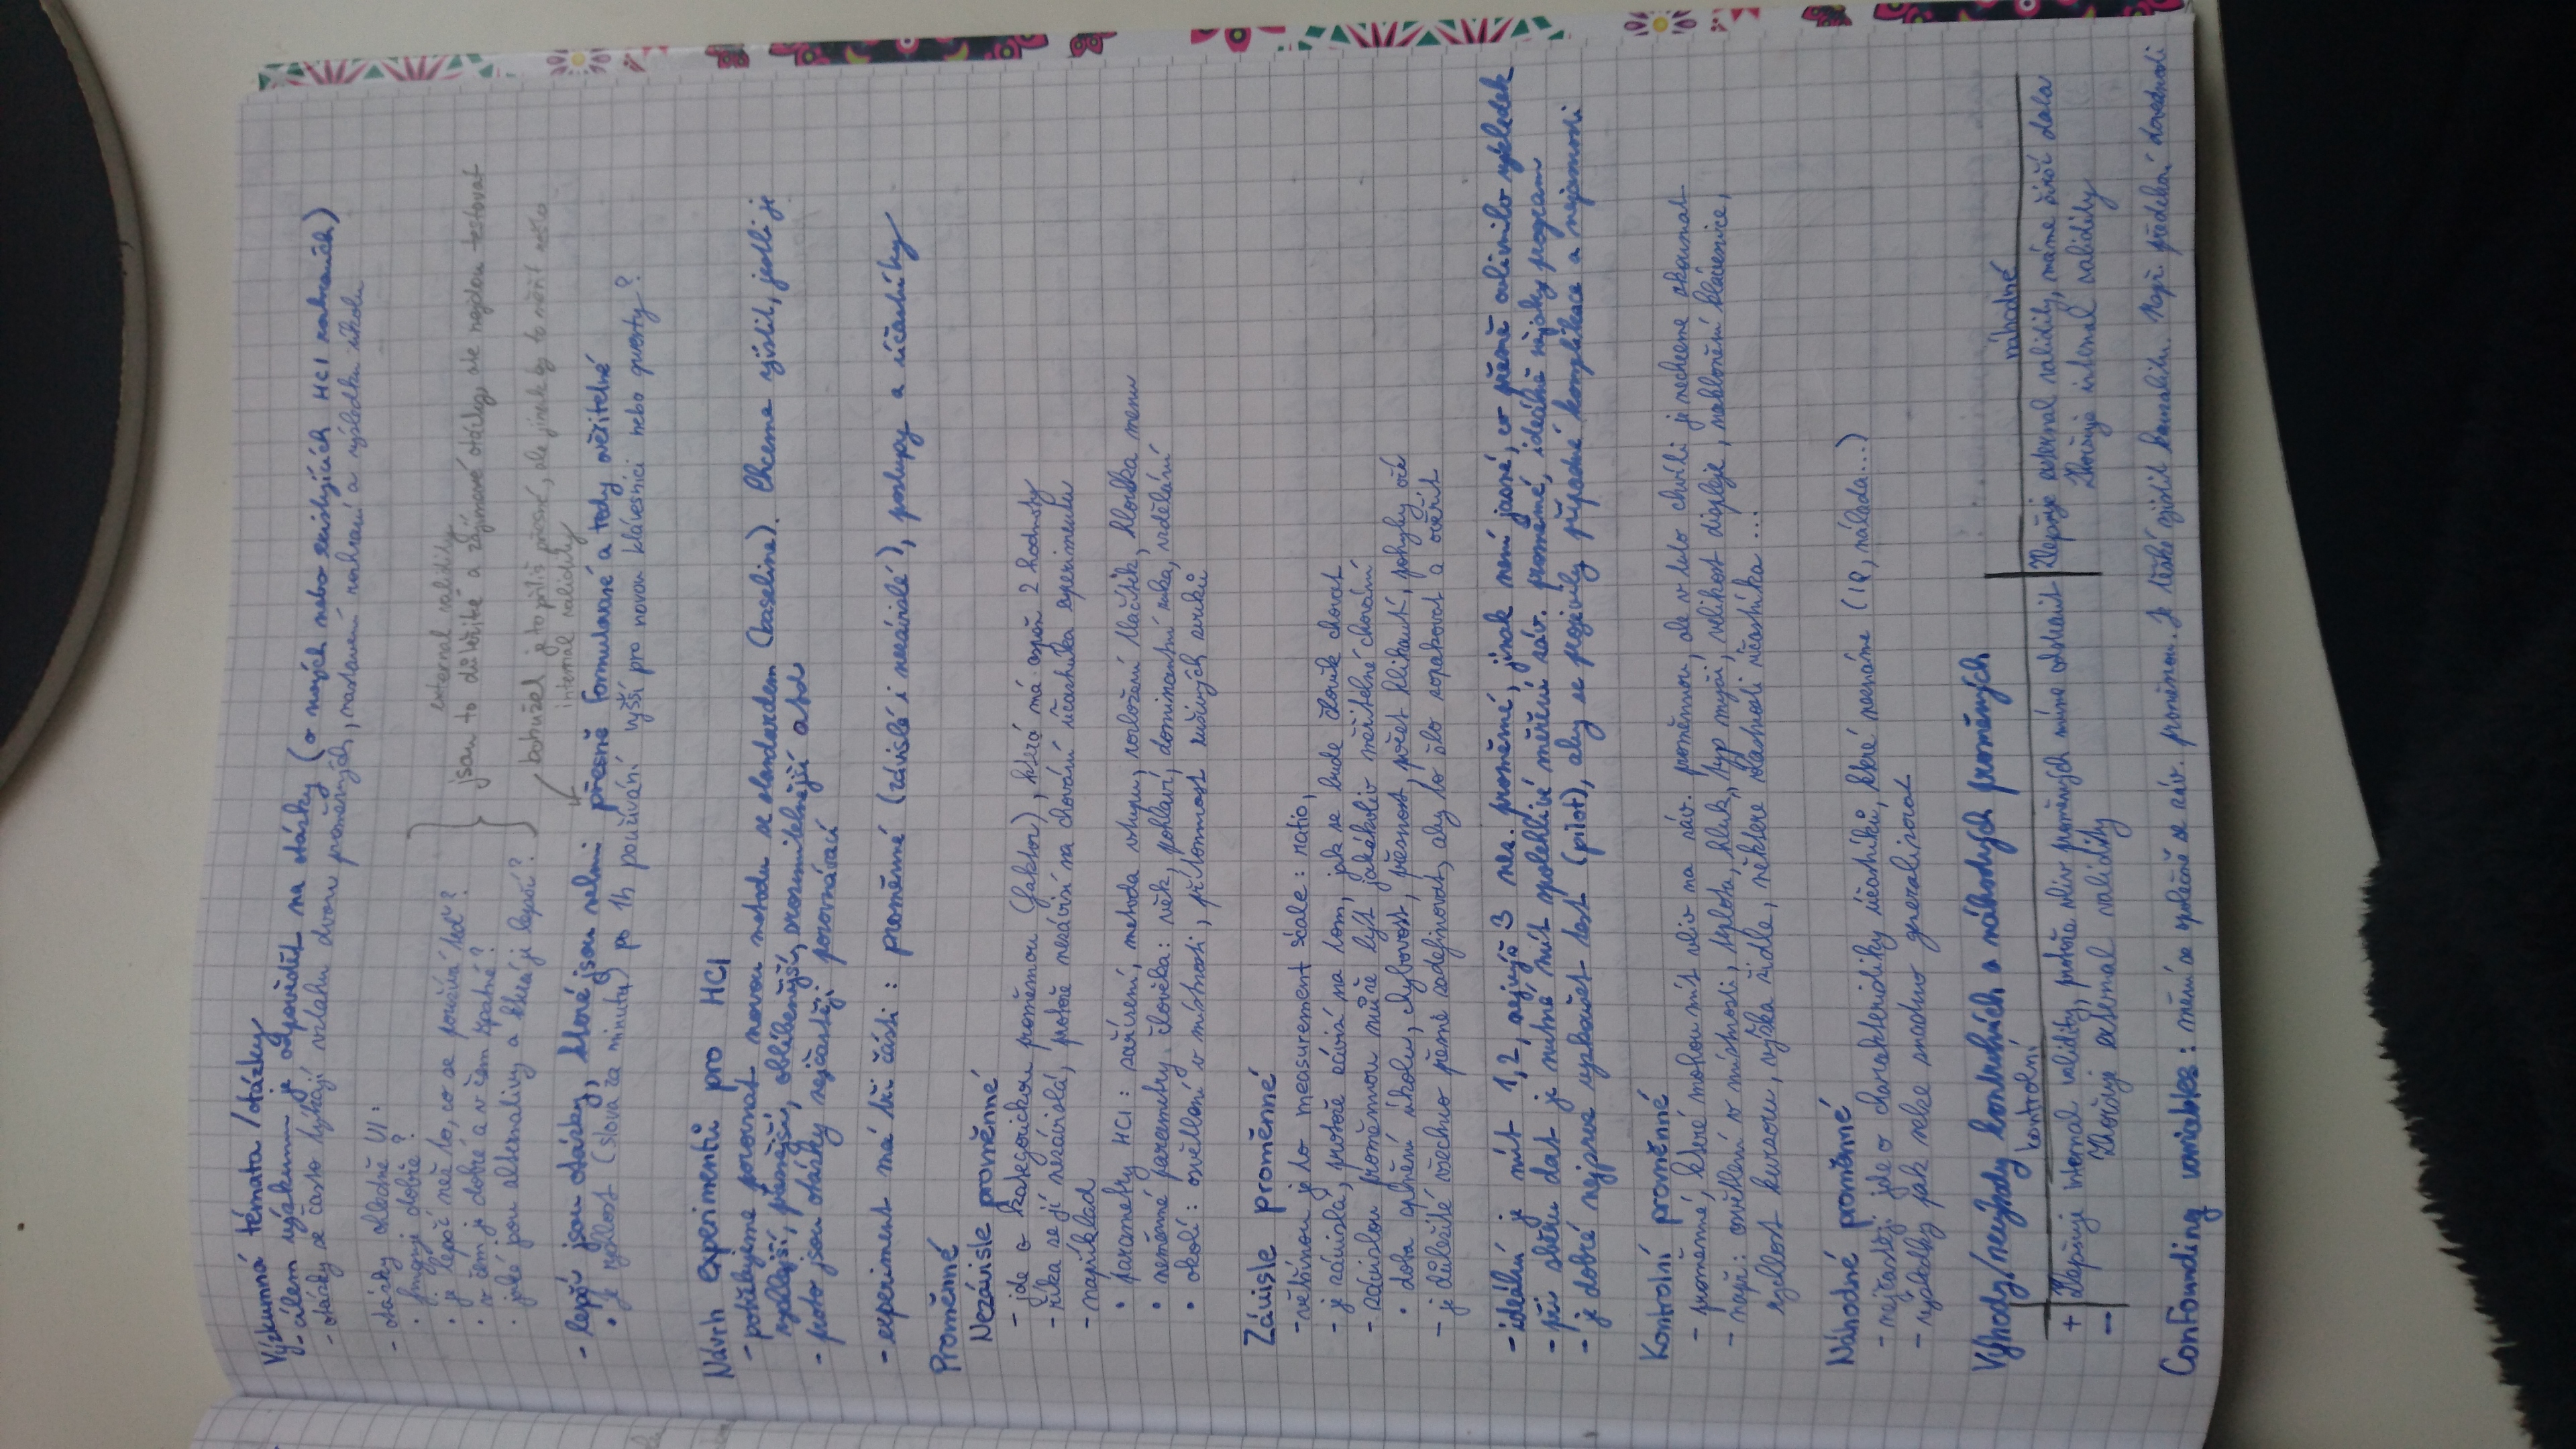 Výzkumná témata /otázky
- cílem výzkumu je odpovědět na otázky (o nových nebo existujících HCI rozhraních)
- otázky se často týkají vztahu dvou proměnných, nastavení rozhraní a výsledku úkolu
- otázky ohledně UI:
• funguje dobře?
• je lepší než to, co se používá teď?
• v čem je dobré a v čem špatné?
• jaké jsou alternativy a která je lepší?
external validity
jsou to důležité a zajímavé otázky, ale nejdou testovat
bohužel je to příliš přesné, ale jinak by to měřit nešlo
internal validity
- lepší jsou otázky, které jsou velmi přesně formulované a tedy ověřitelné
• je rychlost (slova za minutu) po 1h používání vyšší pro novou klávesnici nebo qwerty?
Návrh experimentů pro HCI
- potřebujeme porovnat novou metodu se standardem (baseline). Chceme zjistit, jestli je
rychlejší, přesnější, oblíbenější, srozumitelnější atd
- proto jsou otázky nejčastěji porovnávací
- experiment má tři části: proměnné (závislé i nezávislé), postupy a účastníky
Proměnné
Nezávisle proměnné
- jde o kategorickou proměnnou (faktor), která má aspoň 2 hodnoty
- říka se jí nezávislá, protože nezávisí na chování účastníka experimentu
- například
• parametry HCI: zařízení, metoda vstupu, rozložení tlačítek, hloubka menu
• neměnné parametry člověka: věk, pohlaví, dominantní ruka, vzdělání
• okolí: osvětlení v místnosti, přítomnost rušivých zvuků
Závisle proměnné
- většinou je to measurement scale: ratio,
- je závislá, protože závisí na tom, jak se bude člověk chovat
- závislou proměnnou může být jakékoliv měřitelné chování
• doba splnění úkolu, chybovost, přesnost, počet kliknutí, pohyby očí
- je důležité všechno přesně zadefinovat, aby to šlo zopakovat a ověřit
- ideální je mít 1,2, nejvýš 3 nez. proměnné, jinak není jasné, co přesně ovlivnilo výsledek
- při sběru dat je nutné mít spolehlivé měření záv. proměnné, ideálně nějaký program
- je dobré nejprve vyzkoušet test (pilot), aby se projevily případné komplikace a nejasnosti
Kontrolní proměnné
- proměnné, které mohou mít vliv na záv. proměnnou, ale v tuto chvíli je nechceme zkoumat
- např: osvětlení v místnosti, teplota, hluk, typ myši, velikost displeje, naklonění klávesnice,
rychlost kurzoru, výška židle, některé vlastnosti účastníka ...
Náhodné proměnné
- nejčastěji jde o charakteristiky účastníků, které neznáme (IQ, nálada...)
- výsledky pak nelze snadno generalizovat
Výhody/nevýhody kontrolních a náhodných proměnných
kontrolní náhodné
+ Zlepšuje internal validity, protože vliv proměnných máme odstranit Zlepšuje external validity, máme širší data
- Zhoršuje external validity Zhoršuje internal validity
Confounding variables: mění se společně se záv. proměnnou. Je těžké zjistit kauzalitu. Např. předchozí dovednosti